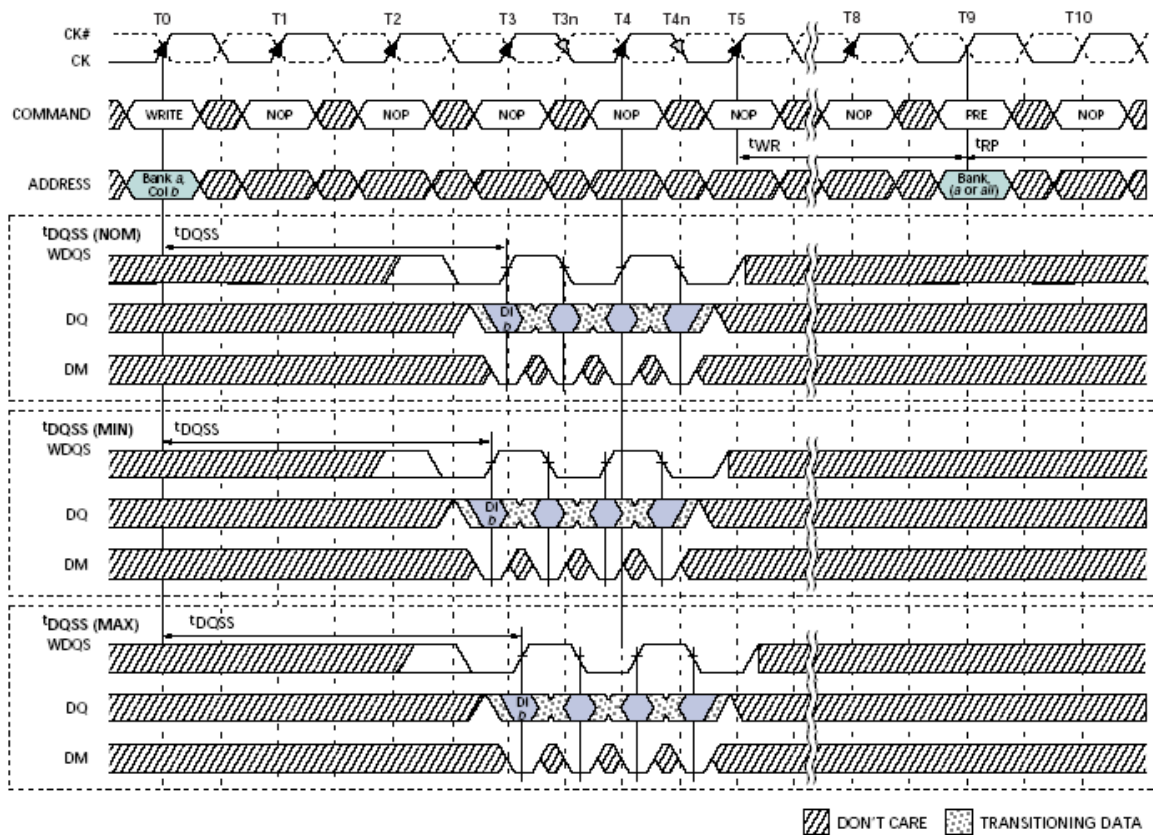 T0 T1 T2 T3 T3n T4 T4n T5 T8 T9 T10
CK#
CK
COMMAND WRITE NOP NOP NOP NOP NOP NOP PRE NOP
tWR tRP
ADDRESS Bank a, Col b Bank, (a or all)
tDQSS (NOM) tDQSS
WDQS
DQ DI b
DM
tDQSS (MIN) tDQSS
WDQS
DQ DI b
DM
tDQSS (MAX) tDQSS
WDQS
DQ DI b
DM
DON'T CARE TRANSITIONING DATA